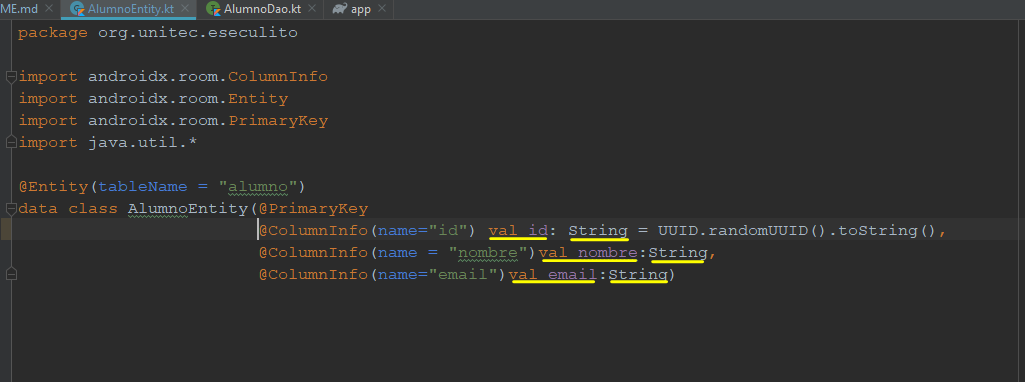 ME.md AlumnoEntity.kt AlumnoDao.kt app
package org.unitec.eseculito
import androidx.room.ColumnInfo
import androidx.room.Entity
import androidx.room.PrimaryKey
import java.util.*
@Entity(tableName = "alumno")
data class AlumnoEntity(@PrimaryKey
@ColumnInfo(name="id") val id: String = UUID.randomUUID().toString(),
@ColumnInfo(name = "nombre")val nombre:String,
@ColumnInfo(name="email")val email:String)